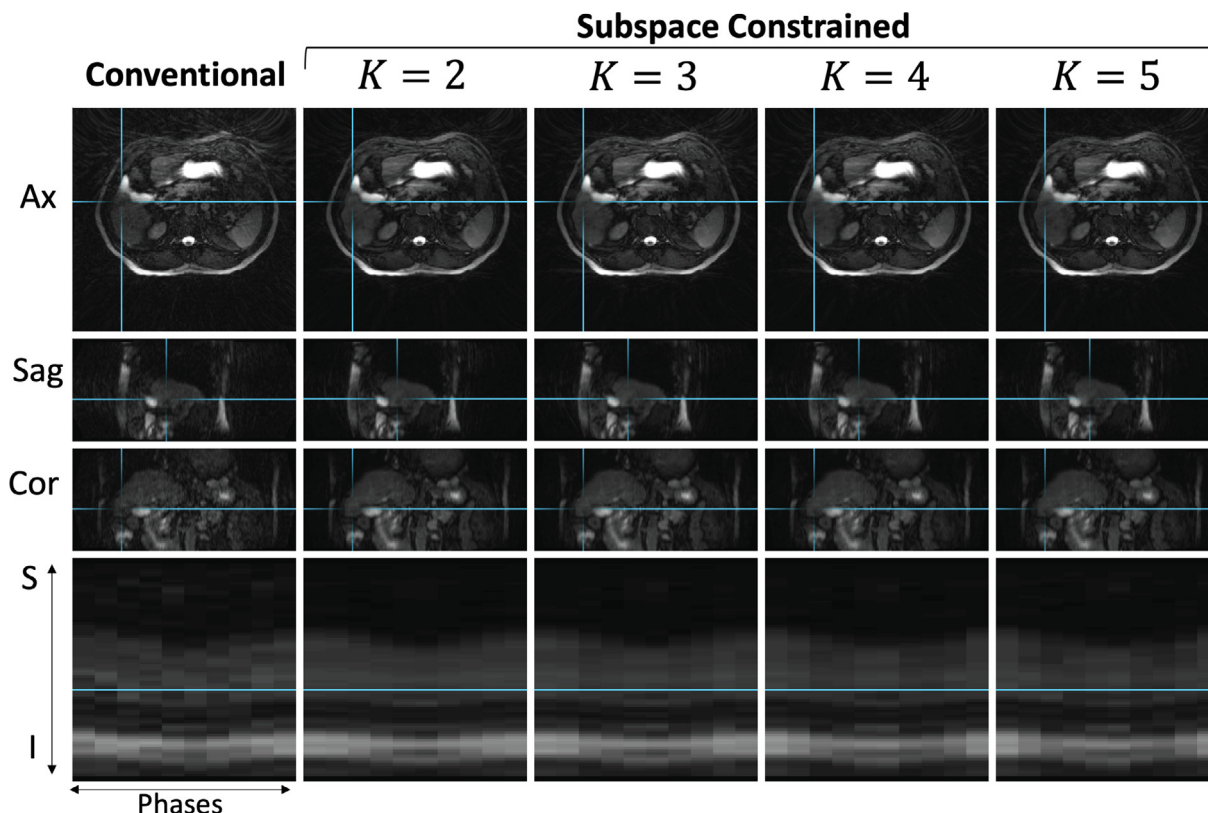 Subspace Constrained
Conventional K = 2 K = 3 K = 4 K = 5
Ax
Sag
Cor
S
I
Phases